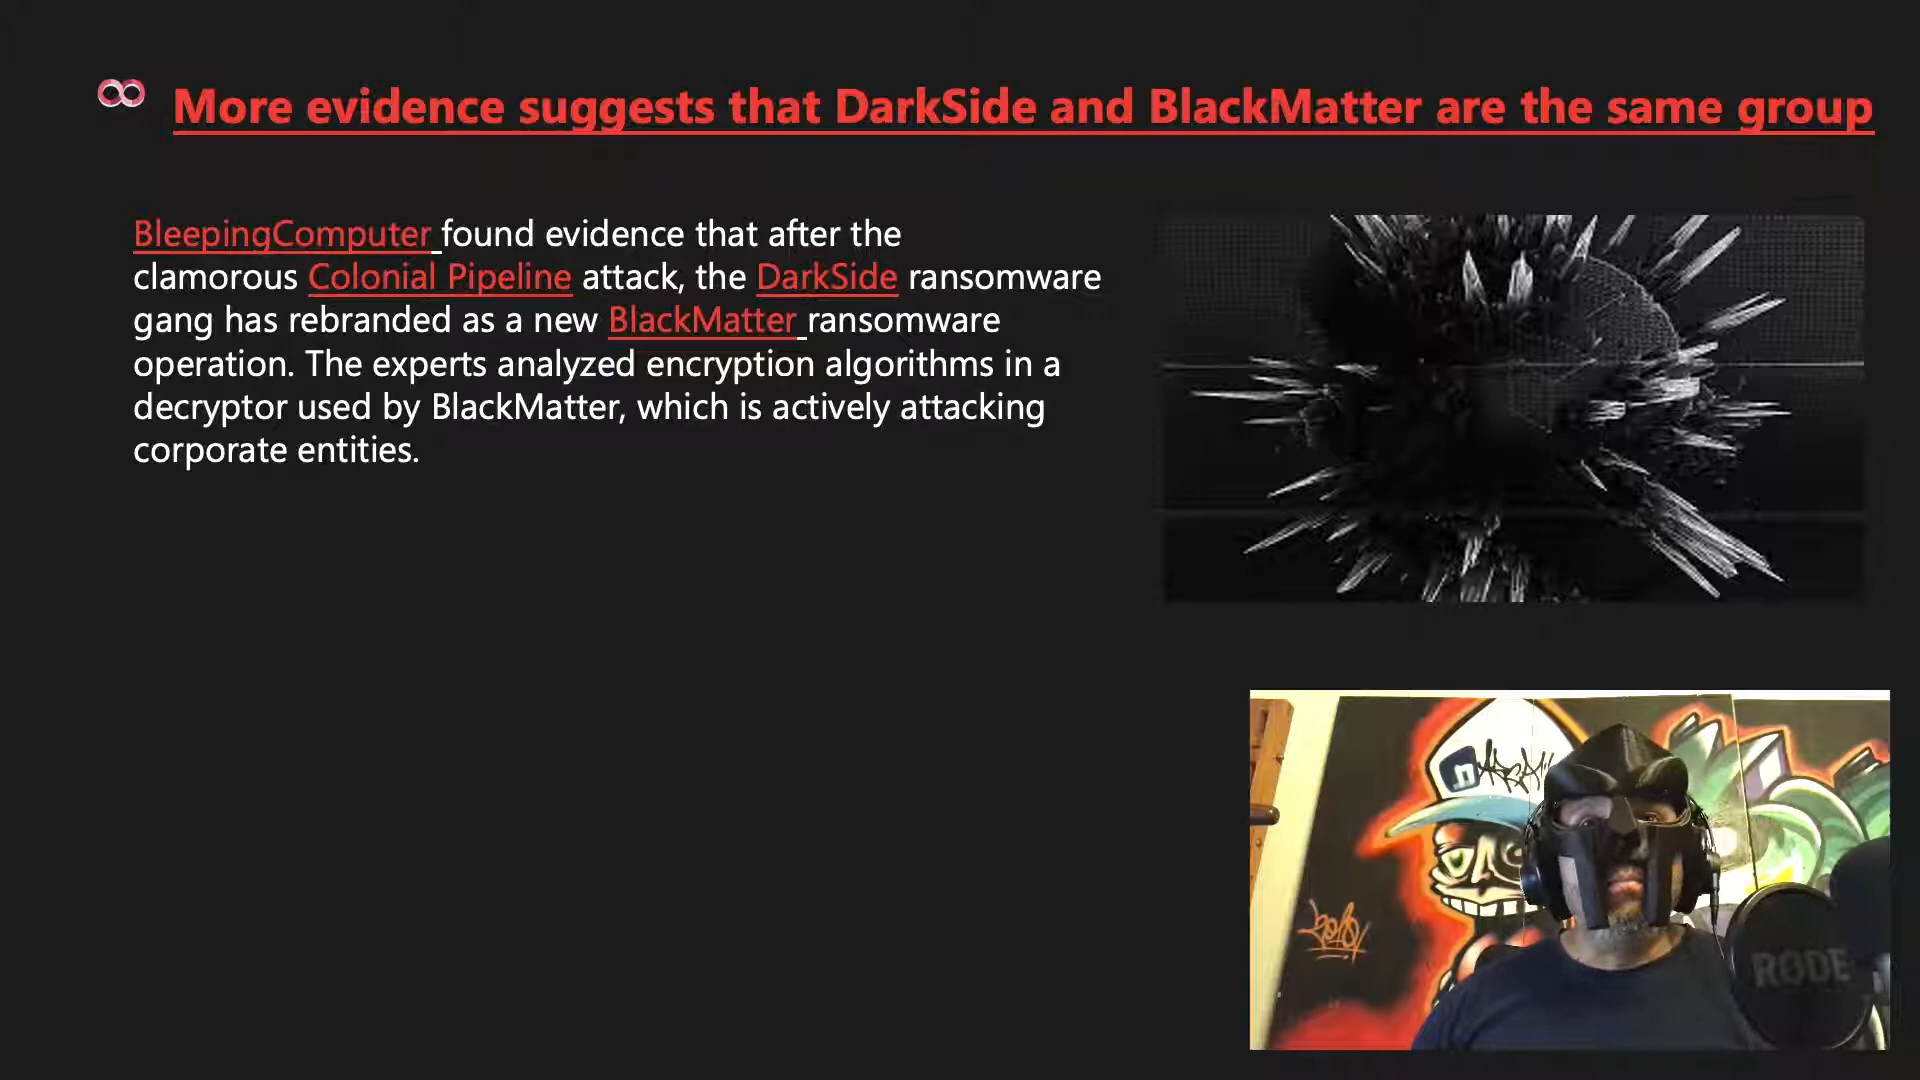 More evidence suggests that DarkSide and BlackMatter are the same group
BleepingComputer found evidence that after the
clamorous Colonial Pipeline attack, the DarkSide ransomware
gang has rebranded as a new BlackMatter ransomware
operation. The experts analyzed encryption algorithms in a
decryptor used by BlackMatter, which is actively attacking
corporate entities.
RØDE